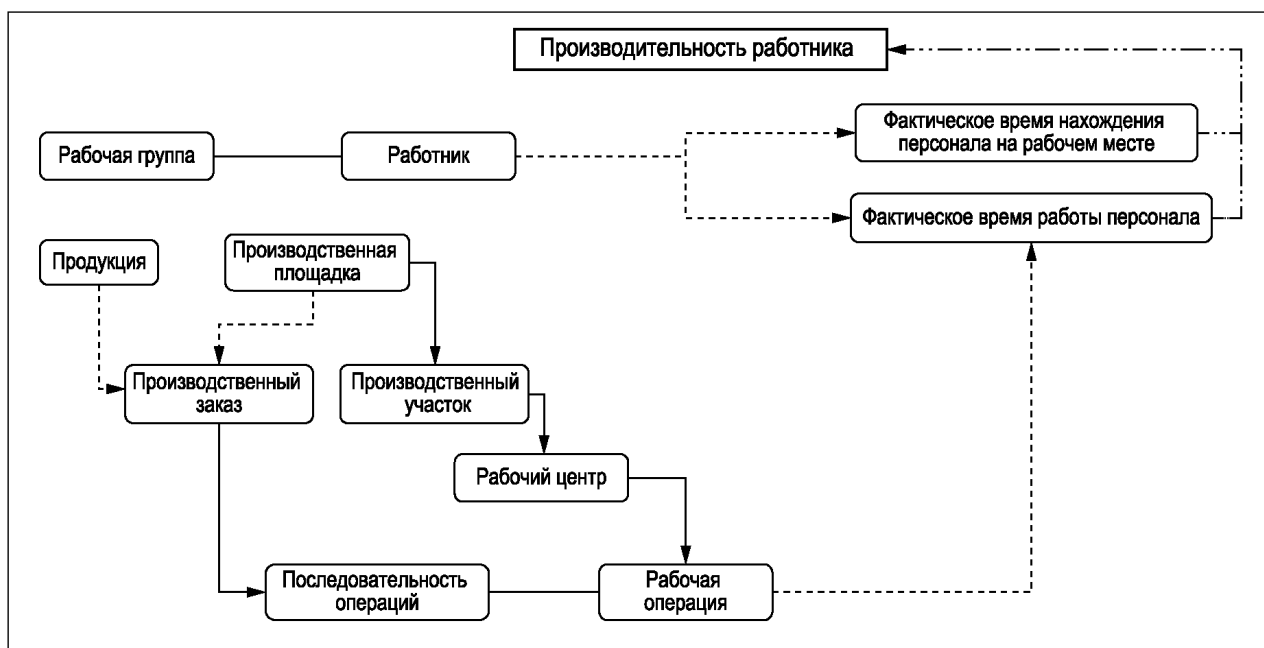 Производительность работника
Фактическое время нахождения
персонала на рабочем месте
Рабочая группа
Работник
Фактическое время работы персонала
Продукция
Производственная
площадка
Производственный
заказ
Производственный
участок
Рабочий центр
Последовательность
операций
Рабочая
операция